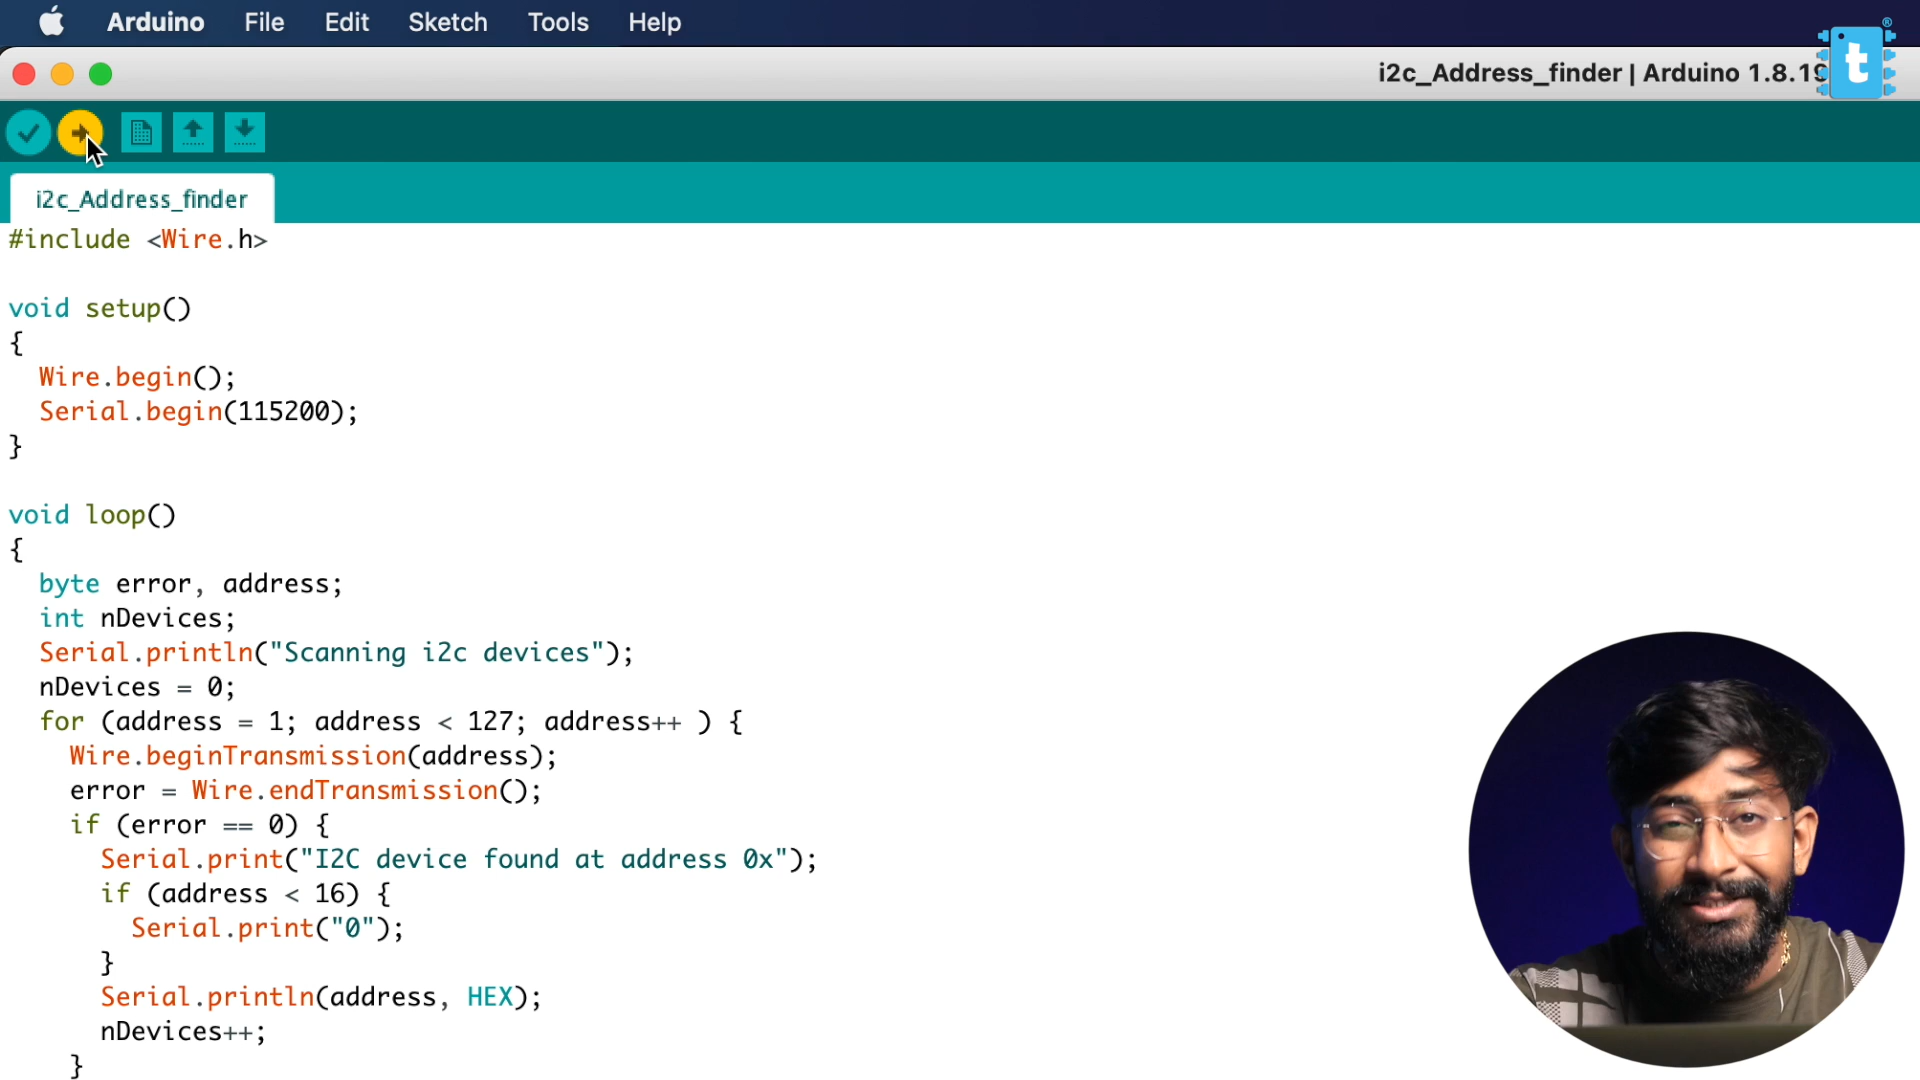 Arduino File Edit Sketch Tools Help
i2c_Address_finder | Arduino 1.8.19
t®
i2c_Address_finder
#include <Wire.h>
void setup()
{
  Wire.begin();
  Serial.begin(115200);
}
void loop()
{
  byte error, address;
  int nDevices;
  Serial.println("Scanning i2c devices");
  nDevices = 0;
  for (address = 1; address < 127; address++ ) {
    Wire.beginTransmission(address);
    error = Wire.endTransmission();
    if (error == 0) {
      Serial.print("I2C device found at address 0x");
      if (address < 16) {
        Serial.print("0");
      }
      Serial.println(address, HEX);
      nDevices++;
    }